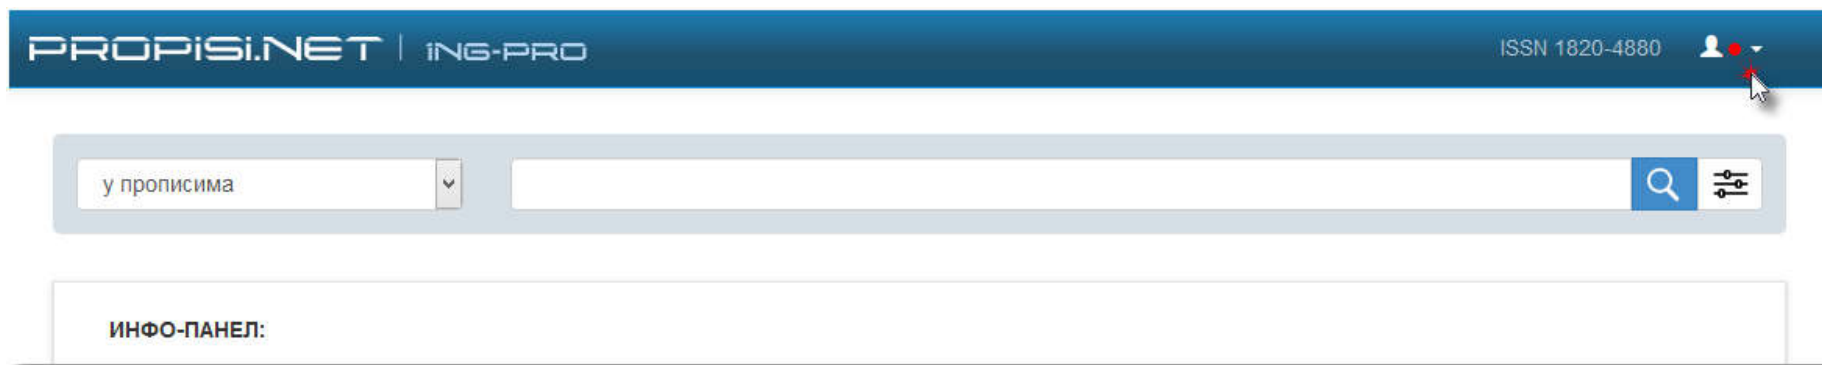 PROPiSi.NET | iNG-PRO ISSN 1820-4880
у прописима
ИНФО-ПАНЕЛ: